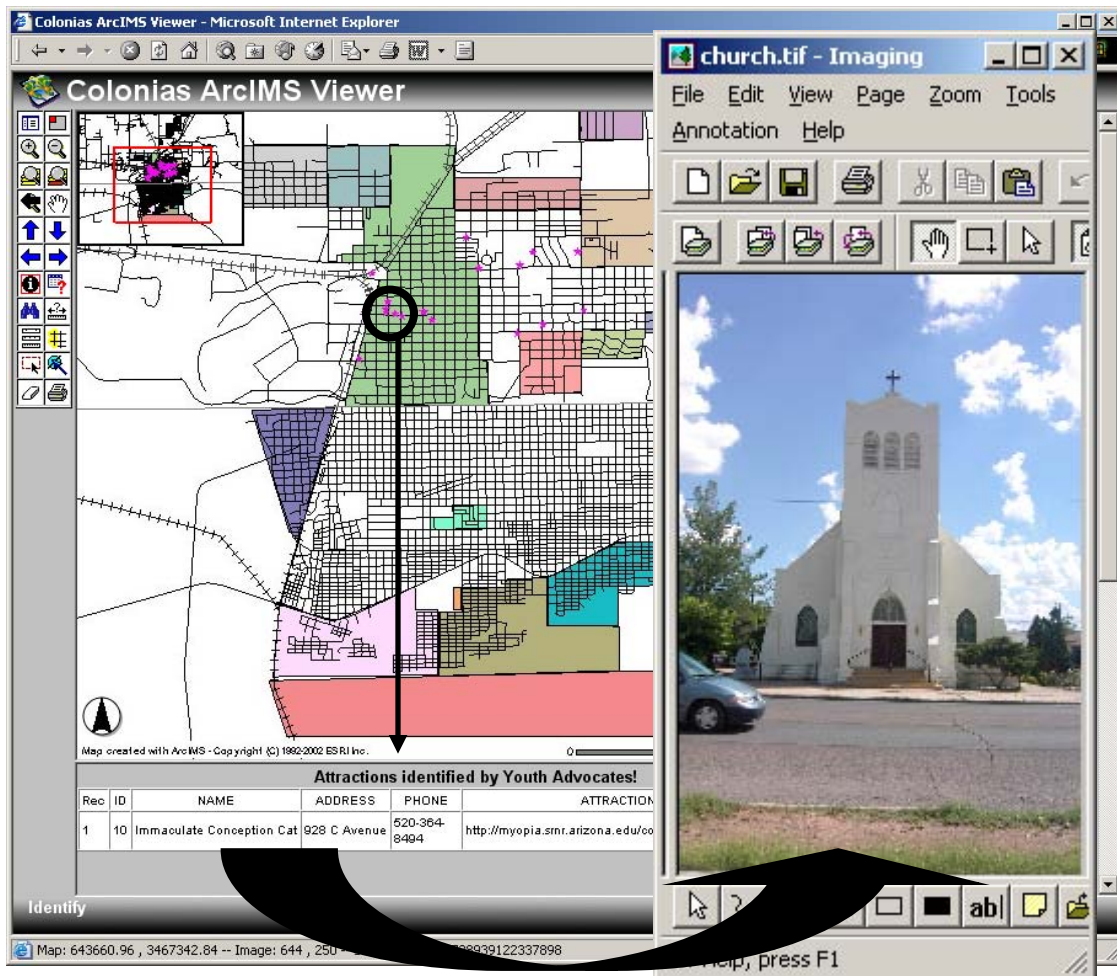 Colonias ArcIMS Viewer - Microsoft Internet Explorer
Colonias ArcIMS Viewer
Map created with ArcIMS - Copyright (C) 1992-2002 ESRI Inc.
0
Attractions identified by Youth Advocates!
Rec ID NAME ADDRESS PHONE ATTRACTION
1 10 Immaculate Conception Cat 928 C Avenue 520-364-8494 http://myopia.srnr.arizona.edu/co
Identify
Map: 643660.96 , 3467342.84 -- Image: 644 , 250 --
church.tif - Imaging
File Edit View Page Zoom Tools
Annotation Help
ab|
Help, press F1